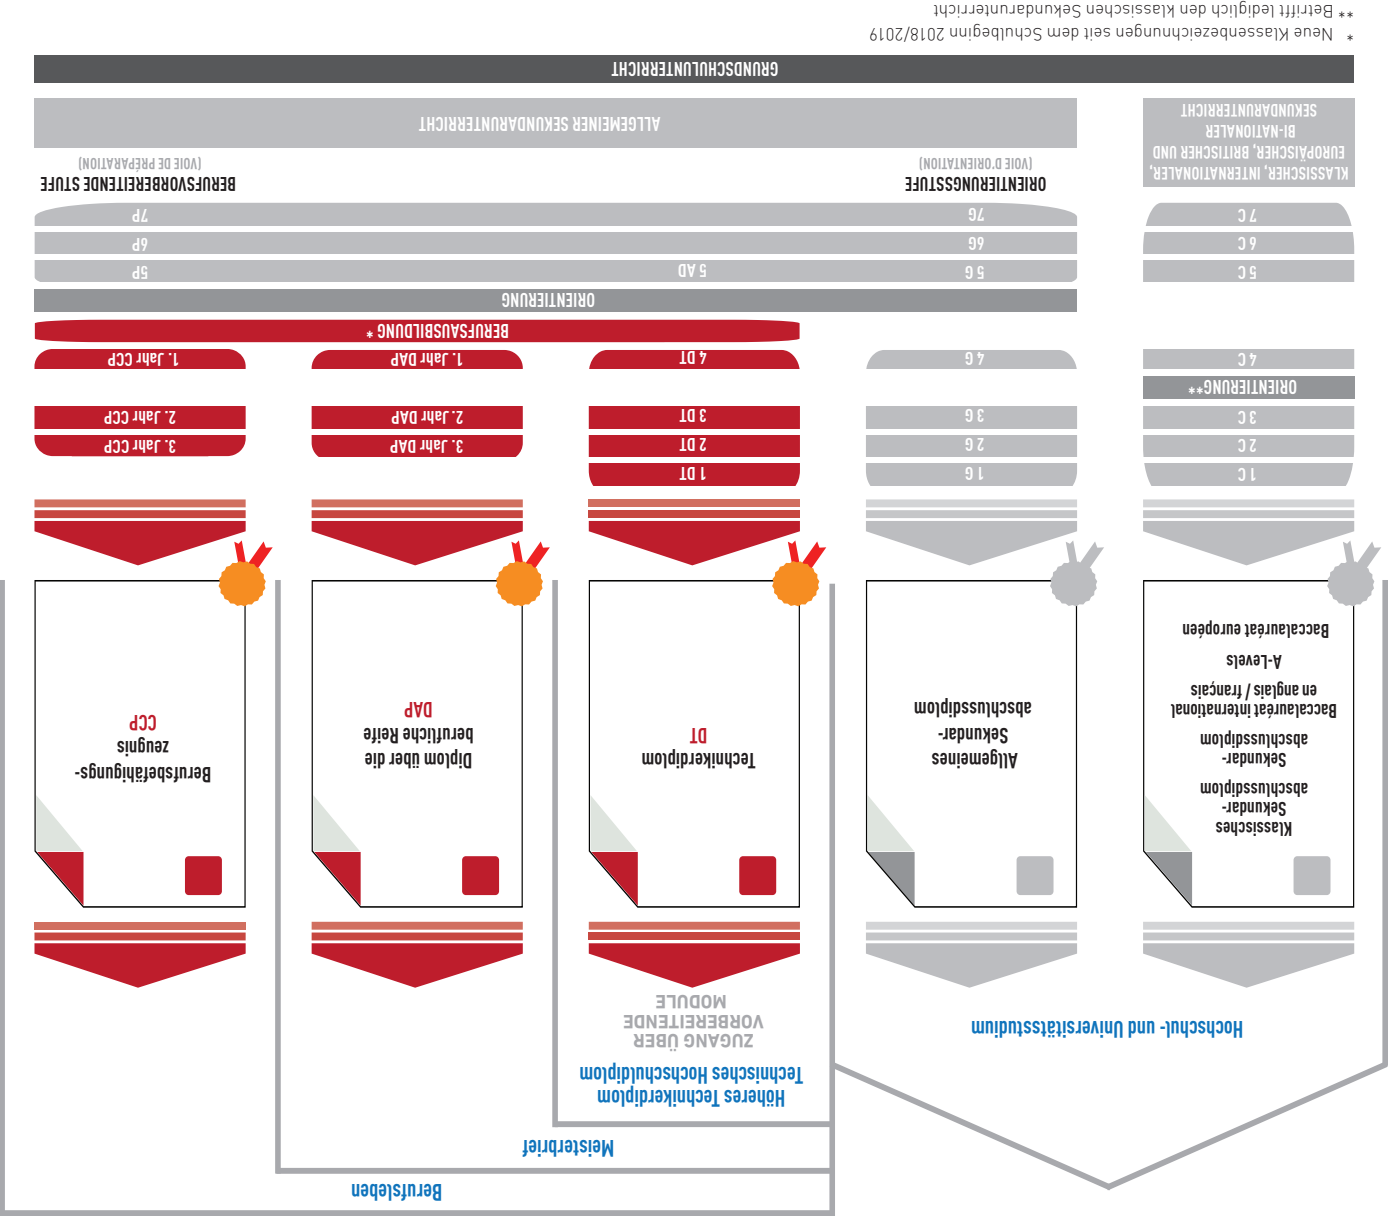 Berufsleben
Meisterbrief
Höheres Technikerdiplom
Technisches Hochschuldiplom
ZUGANG ÜBER
VORBEREITENDE
MODULE
Hochschul- und Universitätsstudium
Klassisches
Sekundar-
abschlussdiplom
Sekundar-
abschlussdiplom
Baccalauréat international
en anglais / français
A-Levels
Baccalauréat européen
Allgemeines
Sekundar-
abschlussdiplom
Technikerdiplom
DT
Diplom über die
berufliche Reife
DAP
Berufsbefähigungs-
zeugnis
CCP
1 C
1 G
1 DT
2 C
2 G
2 DT
3. Jahr DAP
3. Jahr CCP
3 C
3 G
3 DT
2. Jahr DAP
2. Jahr CCP
ORIENTIERUNG**
4 C
4 G
4 DT
1. Jahr DAP
1. Jahr CCP
BERUFSAUSBILDUNG *
ORIENTIERUNG
5 C
5 G
5 AD
5P
6 C
6G
6P
7 C
7G
7P
KLASSISCHER, INTERNATIONALER,
EUROPÄISCHER, BRITISCHER UND
BI-NATIONALER
SEKUNDARUNTERRICHT
ORIENTIERUNGSSTUFE
(VOIE D'ORIENTATION)
BERUFSVORBEREITENDE STUFE
(VOIE DE PRÉPARATION)
ALLGEMEINER SEKUNDARUNTERRICHT
GRUNDSCHULUNTERRICHT
* Neue Klassenbezeichnungen seit dem Schulbeginn 2018/2019
** Betrifft lediglich den klassischen Sekundarunterricht